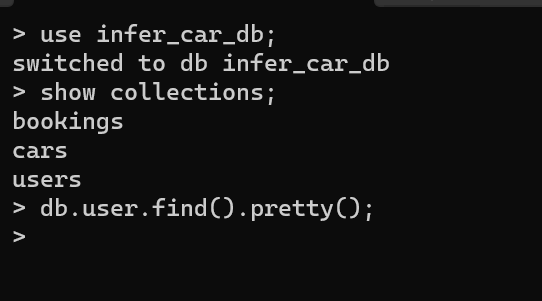 > use infer_car_db;
switched to db infer_car_db
> show collections;
bookings
cars
users
> db.user.find().pretty();
>